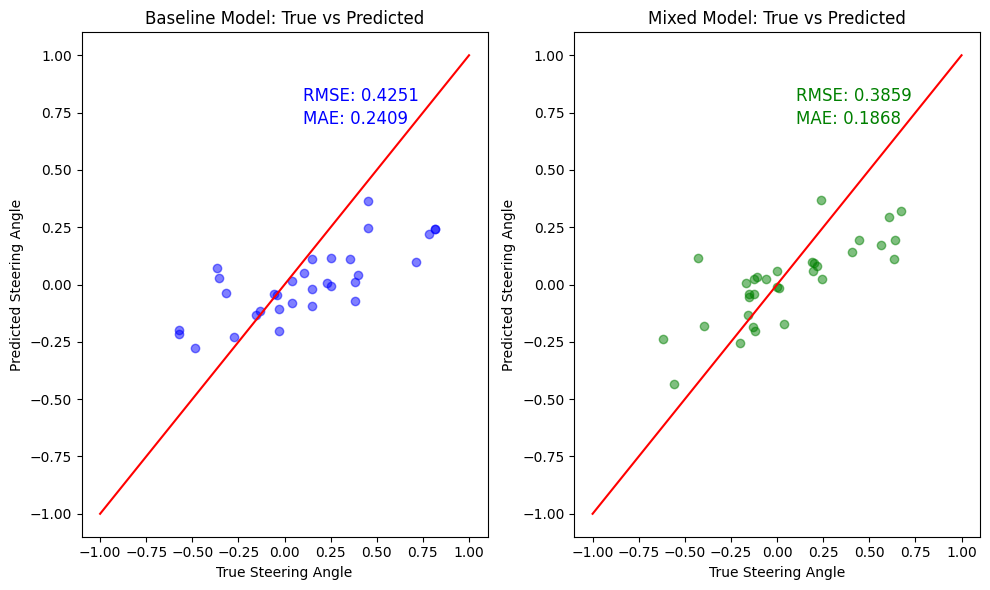 Baseline Model: True vs Predicted
RMSE: 0.4251
MAE: 0.2409
Predicted Steering Angle
1.00
0.75
0.50
0.25
0.00
−0.25
−0.50
−0.75
−1.00
−1.00 −0.75 −0.50 −0.25 0.00 0.25 0.50 0.75 1.00
True Steering Angle
Mixed Model: True vs Predicted
RMSE: 0.3859
MAE: 0.1868
Predicted Steering Angle
1.00
0.75
0.50
0.25
0.00
−0.25
−0.50
−0.75
−1.00
−1.00 −0.75 −0.50 −0.25 0.00 0.25 0.50 0.75 1.00
True Steering Angle